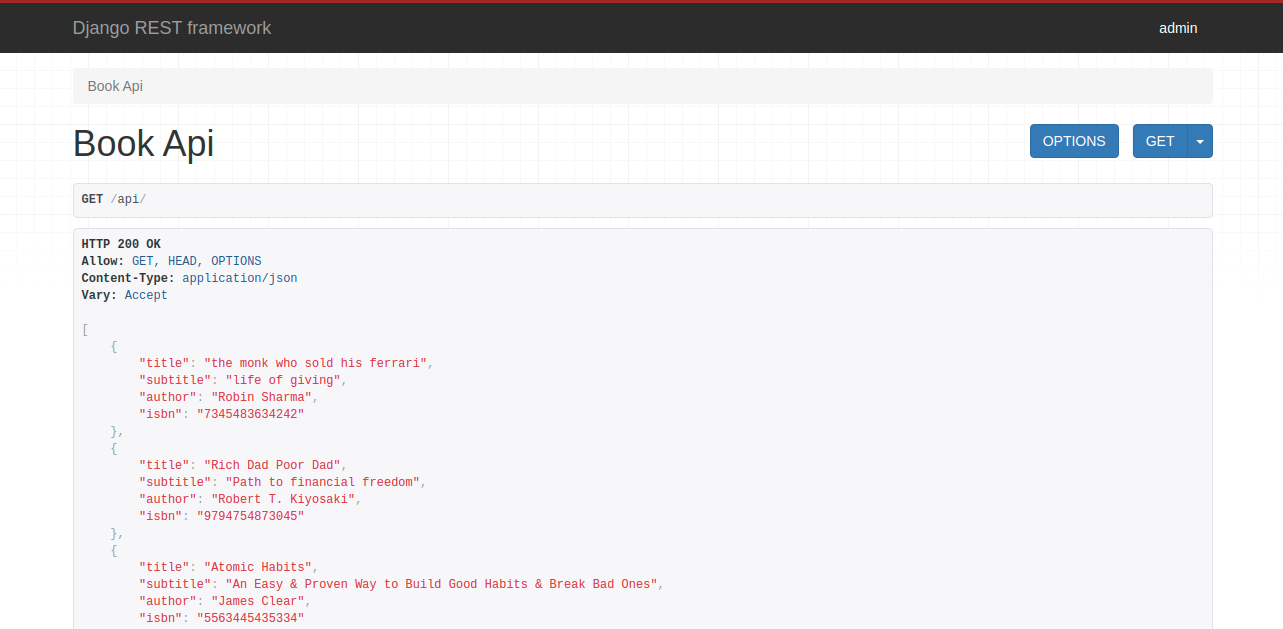 Django REST framework
admin
Book Api
Book Api
OPTIONS
GET
GET /api/
HTTP 200 OK
Allow: GET, HEAD, OPTIONS
Content-Type: application/json
Vary: Accept
[
    {
        "title": "the monk who sold his ferrari",
        "subtitle": "life of giving",
        "author": "Robin Sharma",
        "isbn": "7345483634242"
    },
    {
        "title": "Rich Dad Poor Dad",
        "subtitle": "Path to financial freedom",
        "author": "Robert T. Kiyosaki",
        "isbn": "9794754873045"
    },
    {
        "title": "Atomic Habits",
        "subtitle": "An Easy & Proven Way to Build Good Habits & Break Bad Ones",
        "author": "James Clear",
        "isbn": "5563445435334"